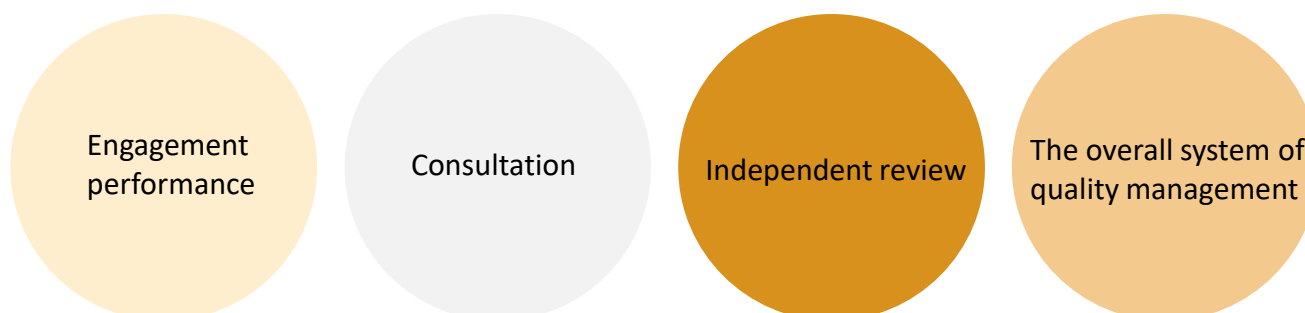 Engagement
performance
Consultation
Independent review
The overall system of
quality management